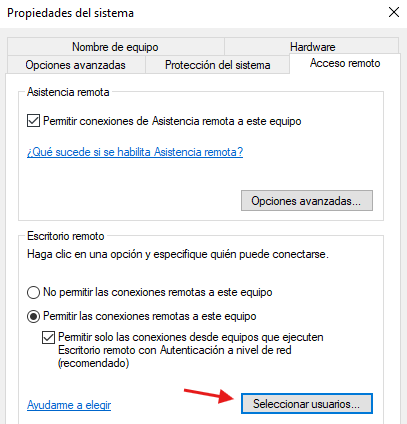 Propiedades del sistema
Nombre de equipo
Hardware
Opciones avanzadas
Protección del sistema
Acceso remoto
Asistencia remota
Permitir conexiones de Asistencia remota a este equipo
¿Qué sucede si se habilita Asistencia remota?
Opciones avanzadas...
Escritorio remoto
Haga clic en una opción y especifique quién puede conectarse.
No permitir las conexiones remotas a este equipo
Permitir las conexiones remotas a este equipo
Permitir solo las conexiones desde equipos que ejecuten
Escritorio remoto con Autenticación a nivel de red
(recomendado)
Ayudarme a elegir
Seleccionar usuarios...